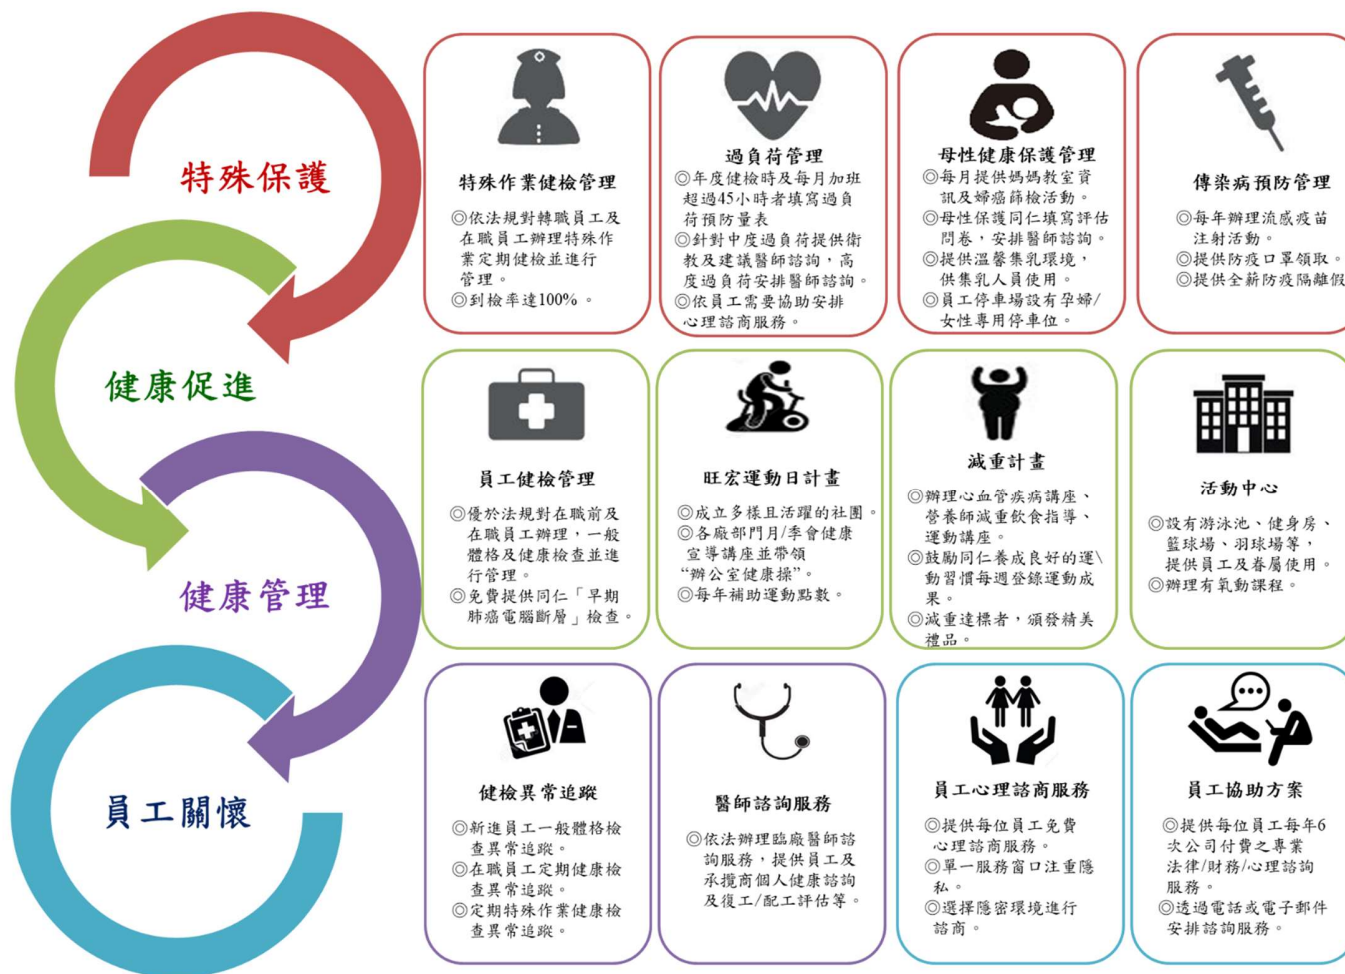 特殊保護
健康促進
健康管理
員工關懷
特殊作業健檢管理
◎依法規對轉職員工及
在職員工辦理特殊作
業定期健檢並進行
管理。
◎到檢率達100%。
過負荷管理
◎年度健檢時及每月加班
超過45小時者填寫過負
荷預防量表
◎針對中度過負荷提供衛
教及建議醫師諮詢，高
度過負荷安排醫師諮詢。
◎依員工需要協助安排
心理諮商服務。
母性健康保護管理
◎每月提供媽媽教室資
訊及婦癌篩檢活動。
◎母性保護同仁填寫評估
問卷，安排醫師諮詢。
◎提供溫馨集乳環境，
供集乳人員使用。
◎員工停車場設有孕婦/
女性專用停車位。
傳染病預防管理
◎每年辦理流感疫苗
注射活動。
◎提供防疫口罩領取。
◎提供全薪防疫隔離假
員工健檢管理
◎優於法規對在職前及
在職員工辦理，一般
體格及健康檢查並進
行管理。
◎免費提供同仁「早期
肺癌電腦斷層」檢查。
旺宏運動日計畫
◎成立多樣且活躍的社團。
◎各廠部門月/季會健康
宣導講座並帶領
“辦公室健康操”。
◎每年補助運動點數。
減重計畫
◎辦理心血管疾病講座、
營養師減重飲食指導、
運動講座。
◎鼓勵同仁養成良好的運\
動習慣每週登錄運動成
果。
◎減重達標者，頒發精美
禮品。
活動中心
◎設有游泳池、健身房、
籃球場、羽球場等，
提供員工及眷屬使用。
◎辦理有氧動課程。
健檢異常追蹤
◎新進員工一般體格檢
查異常追蹤。
◎在職員工定期健康檢
查異常追蹤。
◎定期特殊作業健康檢
查異常追蹤。
醫師諮詢服務
◎依法辦理臨廠醫師諮
詢服務，提供員工及
承攬商個人健康諮詢
及復工/配工評估等。
員工心理諮商服務
◎提供每位員工免費
心理諮商服務。
◎單一服務窗口注重隱
私。
◎選擇隱密環境進行
諮商。
員工協助方案
◎提供每位員工每年6
次公司付費之專業
法律/財務/心理諮詢
服務。
◎透過電話或電子郵件
安排諮詢服務。